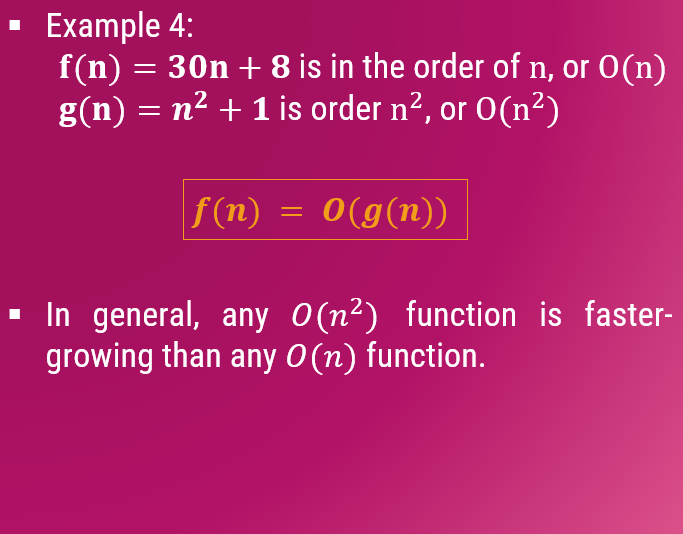 ▪ Example 4:
f(n) = 30n + 8 is in the order of n, or O(n)
g(n) = n² + 1 is order n², or O(n²)
f(n) = O(g(n))
▪ In general, any O(n²) function is faster-
growing than any O(n) function.